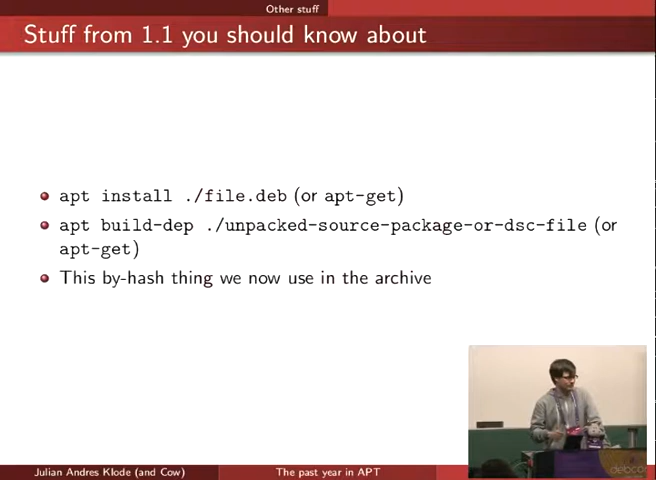 Other stuff
Stuff from 1.1 you should know about
apt install ./file.deb (or apt-get)
apt build-dep ./unpacked-source-package-or-dsc-file (or
apt-get)
This by-hash thing we now use in the archive
debcon
Julian Andres Klode (and Cow)
The past year in APT